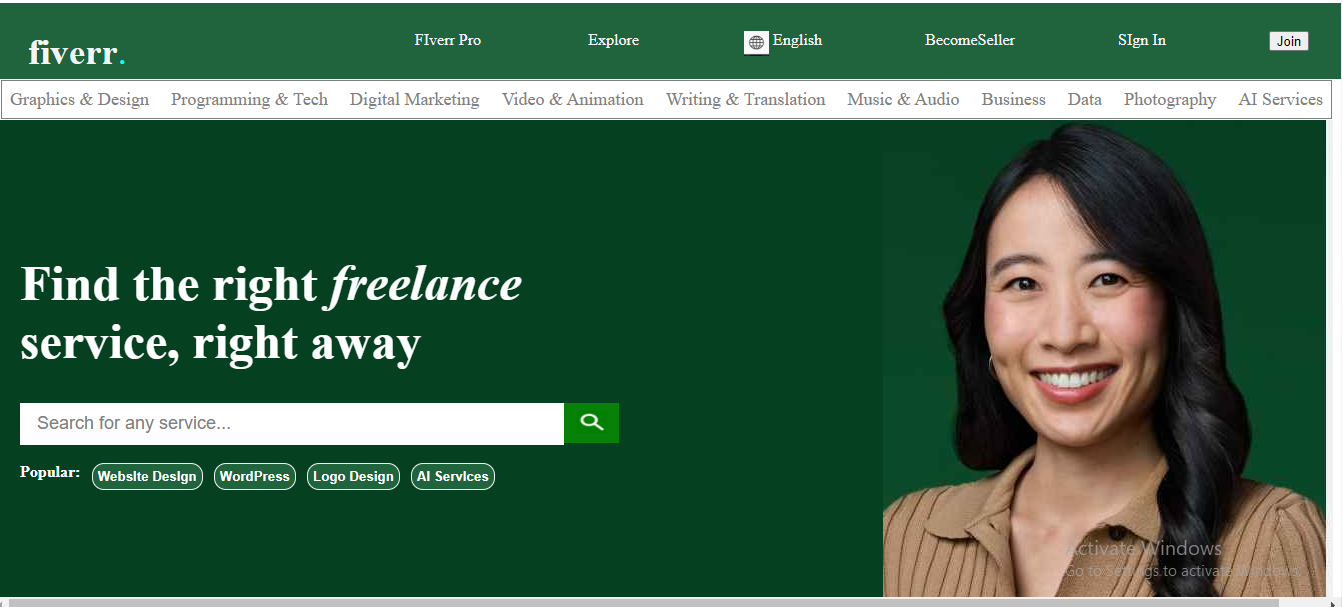 fiverr.
FIverr Pro
Explore
English
BecomeSeller
SIgn In
Join
Graphics & Design
Programming & Tech
Digital Marketing
Video & Animation
Writing & Translation
Music & Audio
Business
Data
Photography
AI Services
Find the right freelance
service, right away
Search for any service...
Popular:
WebsIte DesIgn
WordPress
Logo Design
AI ServIces
Activate Windows
Go to Settings to activate Windows.